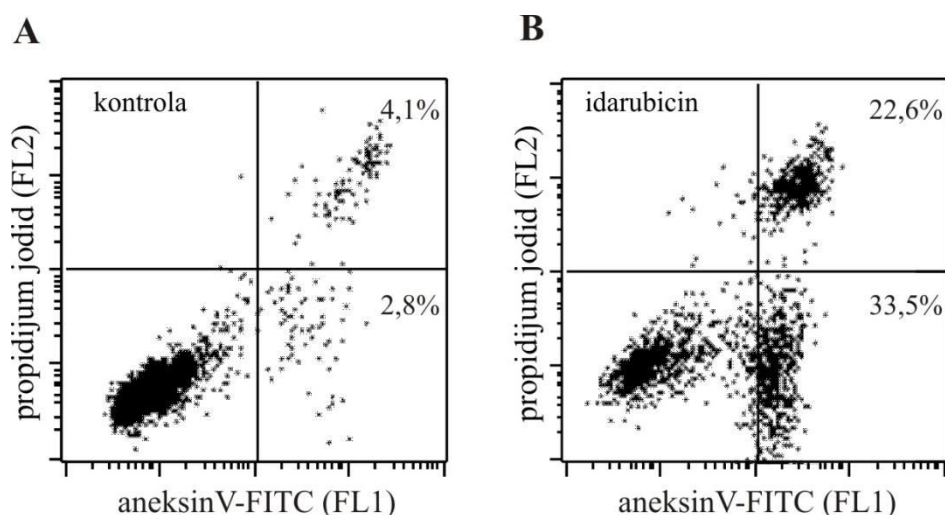 A
kontrola
4,1%
2,8%
propidijum jodid (FL2)
aneksinV-FITC (FL1)
B
idarubicin
22,6%
33,5%
propidijum jodid (FL2)
aneksinV-FITC (FL1)